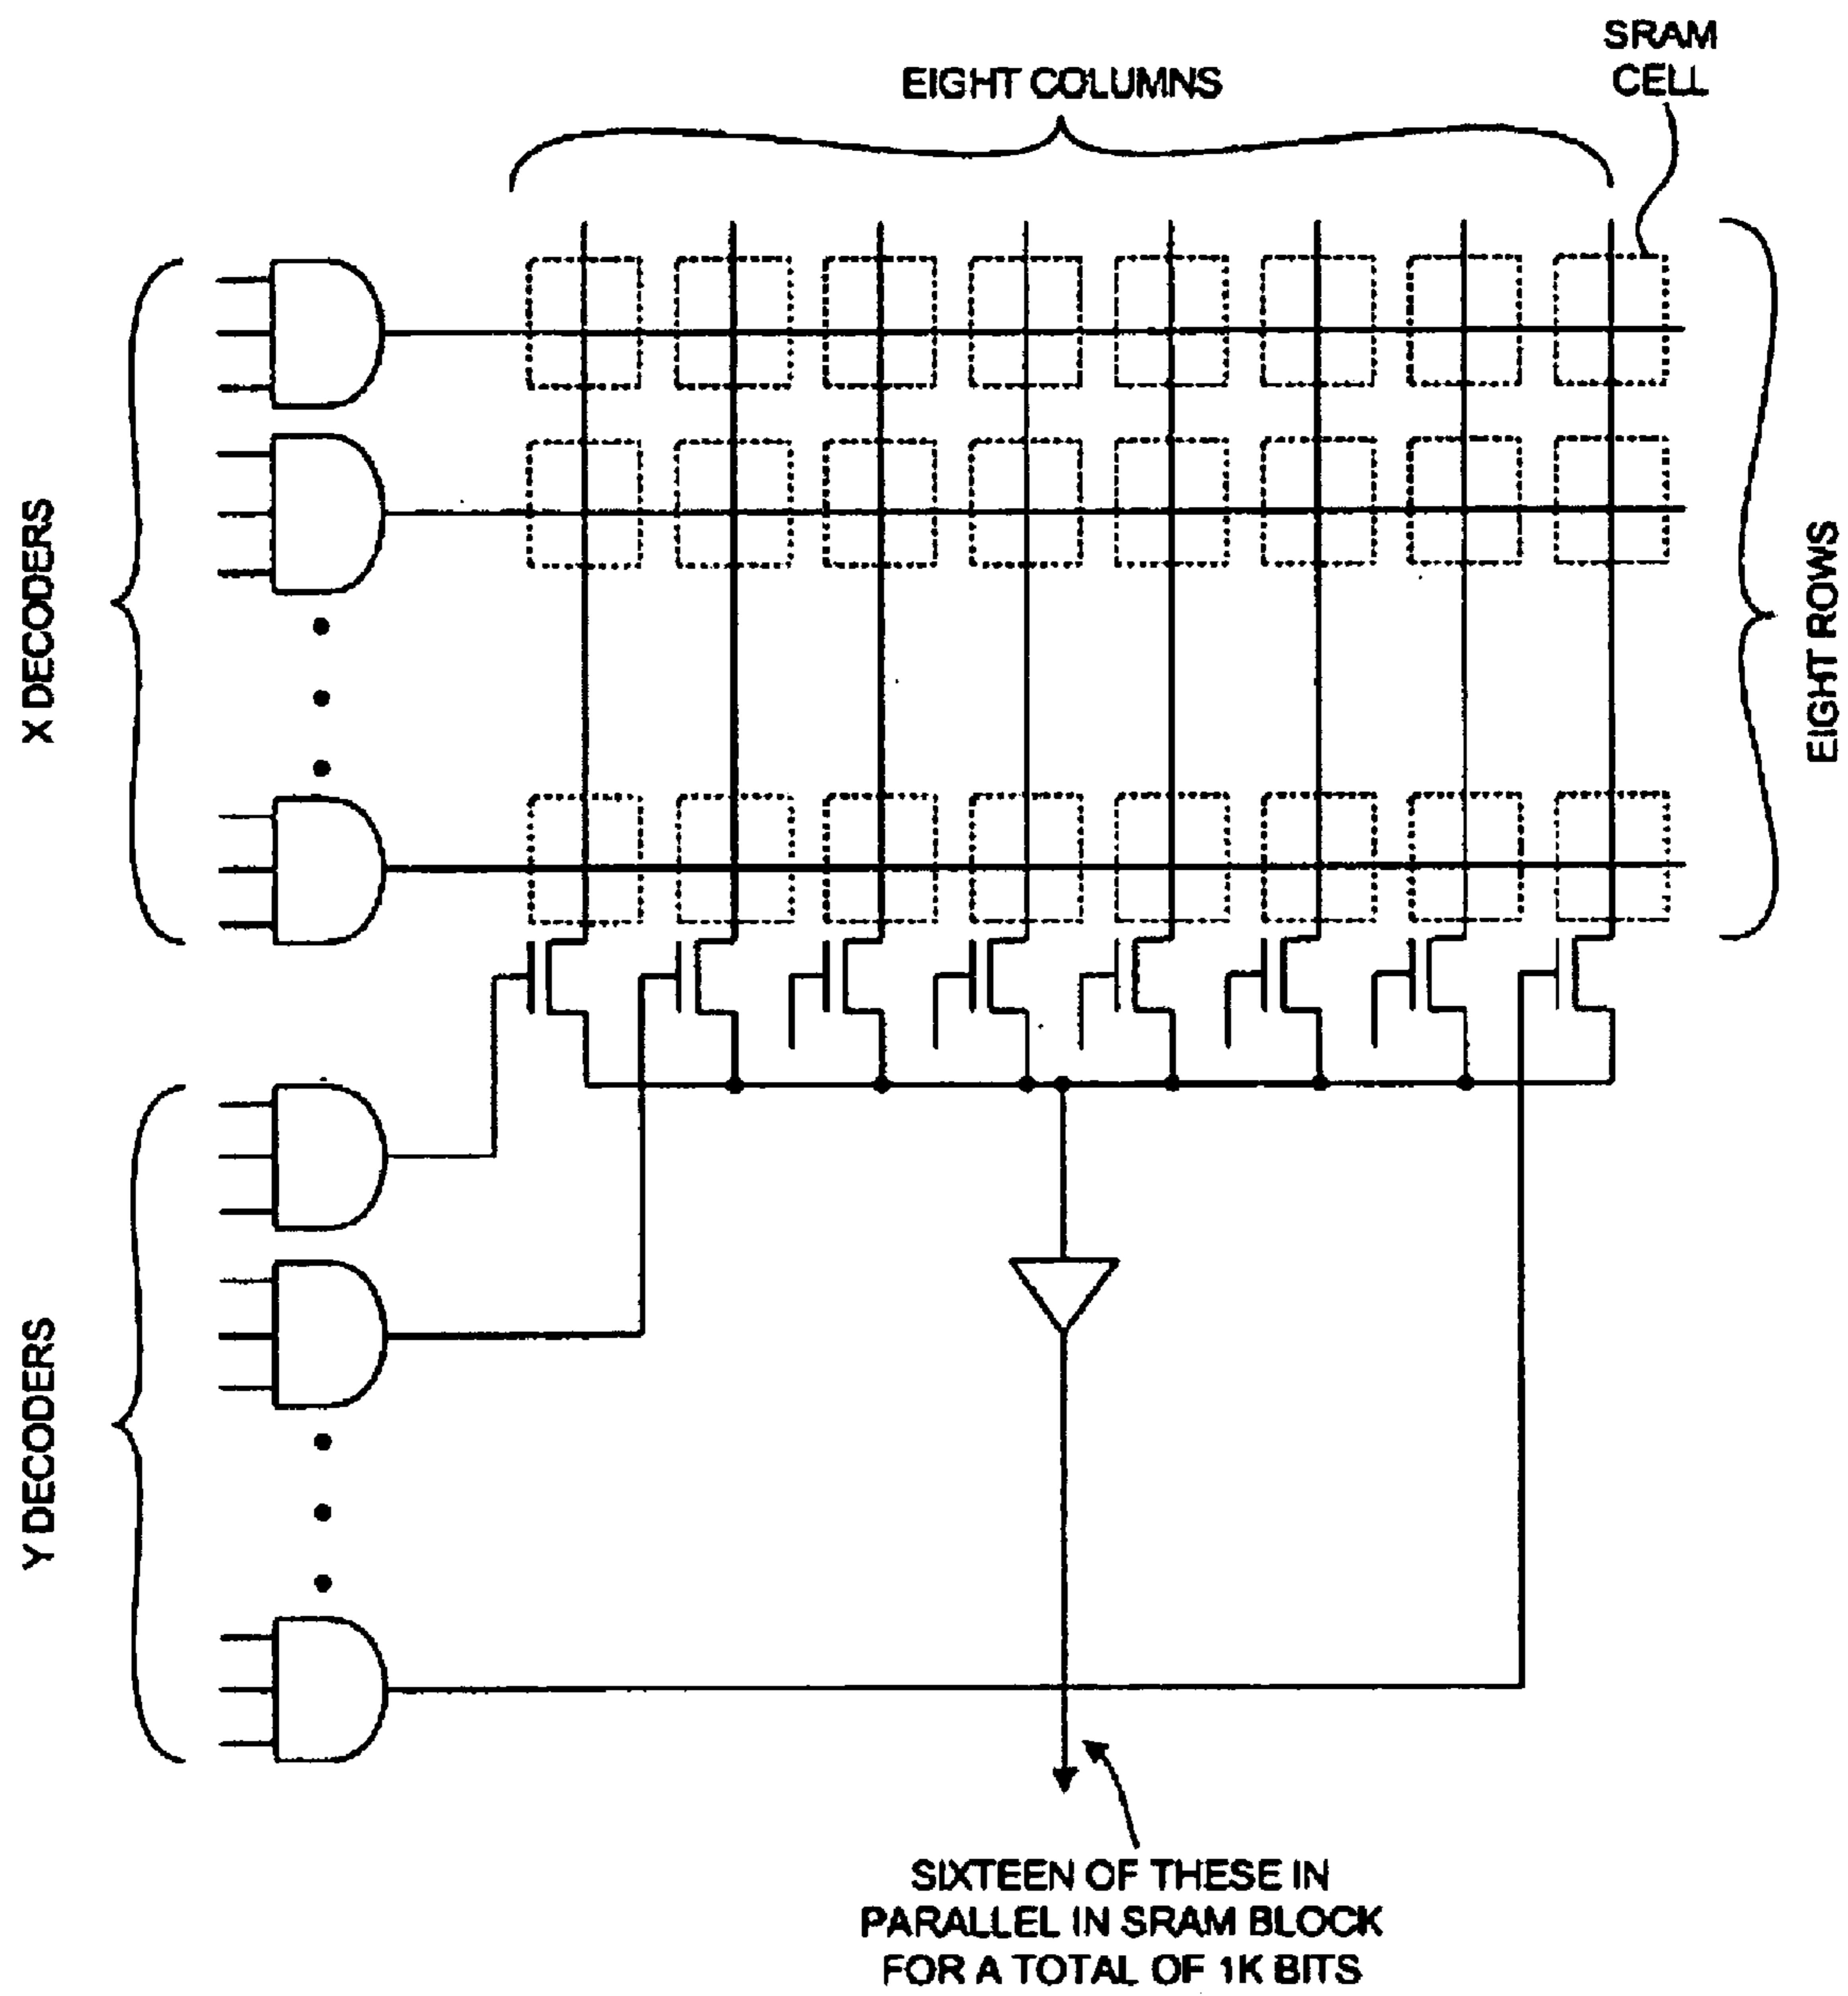 SRAM
CELL
EIGHT COLUMNS
X DECODERS
EIGHT ROWS
Y DECODERS
SIXTEEN OF THESE IN
PARALLEL IN SRAM BLOCK
FOR A TOTAL OF 1K BITS